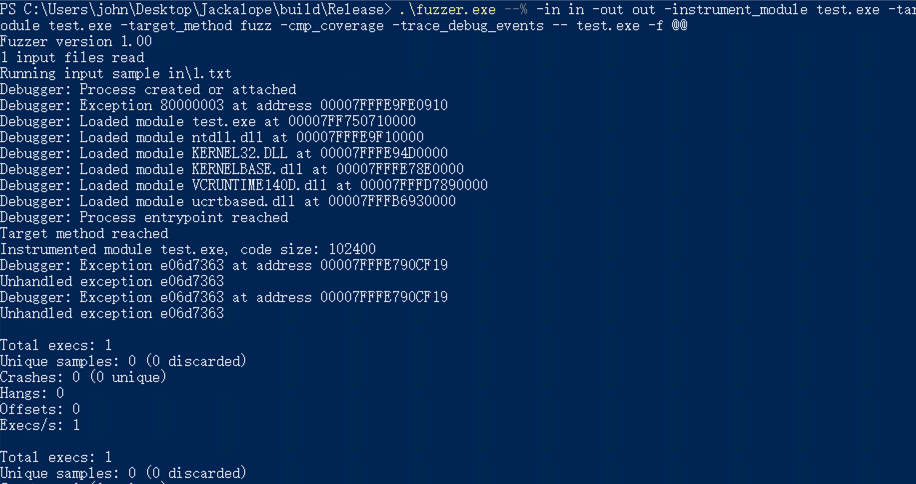 PS C:\Users\john\Desktop\Jackalope\build\Release> .\fuzzer.exe --% -in in -out out -instrument_module test.exe -tar
odule test.exe -target_method fuzz -cmp_coverage -trace_debug_events -- test.exe -f @@
Fuzzer version 1.00
1 input files read
Running input sample in\1.txt
Debugger: Process created or attached
Debugger: Exception 80000003 at address 00007FFFE9FE0910
Debugger: Loaded module test.exe at 00007FF750710000
Debugger: Loaded module ntdll.dll at 00007FFFE9F10000
Debugger: Loaded module KERNEL32.DLL at 00007FFFE94D0000
Debugger: Loaded module KERNELBASE.dll at 00007FFFE78E0000
Debugger: Loaded module VCRUNTIME140D.dll at 00007FFFD7890000
Debugger: Loaded module ucrtbased.dll at 00007FFFB6930000
Debugger: Process entrypoint reached
Target method reached
Instrumented module test.exe, code size: 102400
Debugger: Exception e06d7363 at address 00007FFFE790CF19
Unhandled exception e06d7363
Debugger: Exception e06d7363 at address 00007FFFE790CF19
Unhandled exception e06d7363
Total execs: 1
Unique samples: 0 (0 discarded)
Crashes: 0 (0 unique)
Hangs: 0
Offsets: 0
Execs/s: 1
Total execs: 1
Unique samples: 0 (0 discarded)